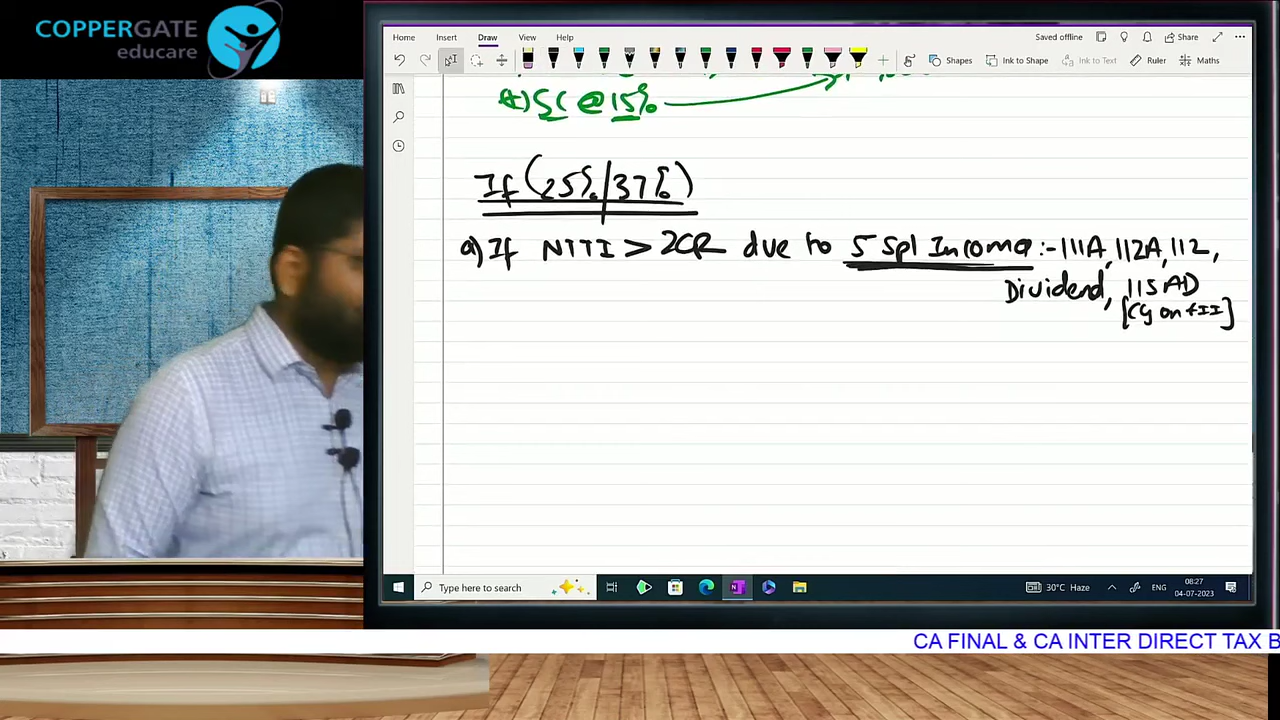 COPPERGATE
educare
Home Insert Draw View Help
Saved offline
Share
Shapes
Ink to Shape
Ink to Text
Ruler
Maths
SC @ 15%
If (25% / 37%)
a) If NTTI > 2CR due to 5 Spl Income :- 111A, 112A, 112,
Dividend, 115AD
[CG on FII]
Type here to search
30°C Haze
ENG
08:27
04-07-2023
CA FINAL & CA INTER DIRECT TAX B